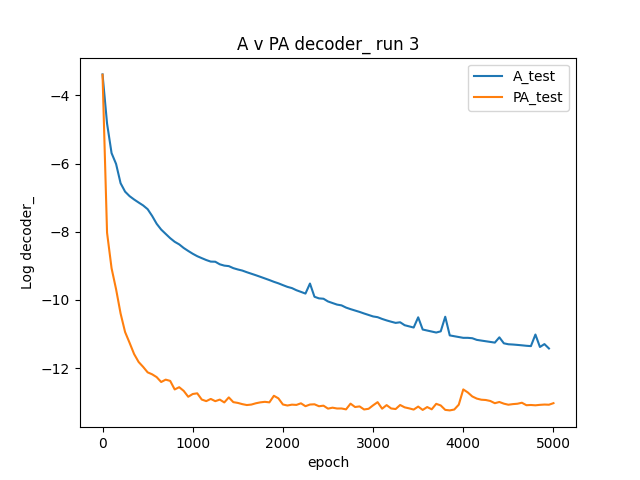 A v PA decoder_ run 3
A_test
PA_test
−4
−6
−8
−10
−12
Log decoder_
0
1000
2000
3000
4000
5000
epoch